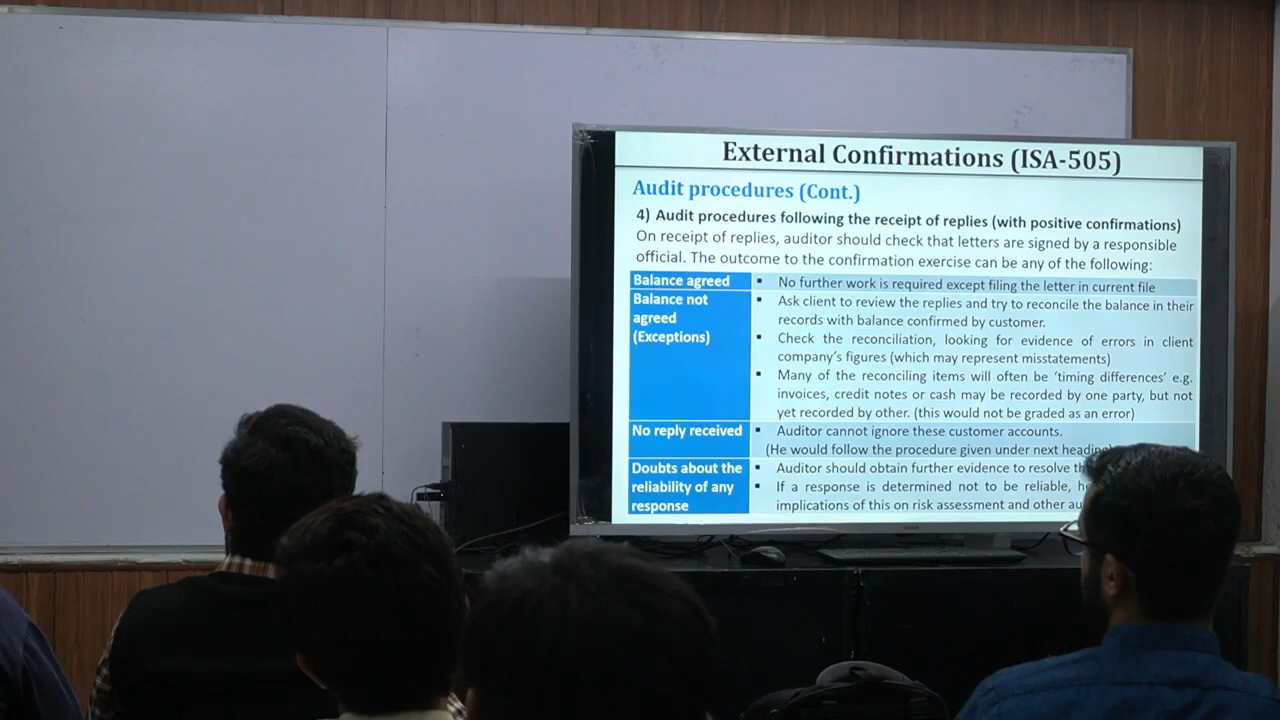 External Confirmations (ISA-505)
Audit procedures (Cont.)
4) Audit procedures following the receipt of replies (with positive confirmations)
On receipt of replies, auditor should check that letters are signed by a responsible
official. The outcome to the confirmation exercise can be any of the following:
Balance agreed
▪ No further work is required except filing the letter in current file
Balance not
agreed
(Exceptions)
▪ Ask client to review the replies and try to reconcile the balance in their
records with balance confirmed by customer.
▪ Check the reconciliation, looking for evidence of errors in client
company's figures (which may represent misstatements)
▪ Many of the reconciling items will often be 'timing differences' e.g.
invoices, credit notes or cash may be recorded by one party, but not
yet recorded by other. (this would not be graded as an error)
No reply received
▪ Auditor cannot ignore these customer accounts.
(He would follow the procedure given under next heading
Doubts about the
reliability of any
response
▪ Auditor should obtain further evidence to resolve
▪ If a response is determined not to be reliable,
implications of this on risk assessment and other